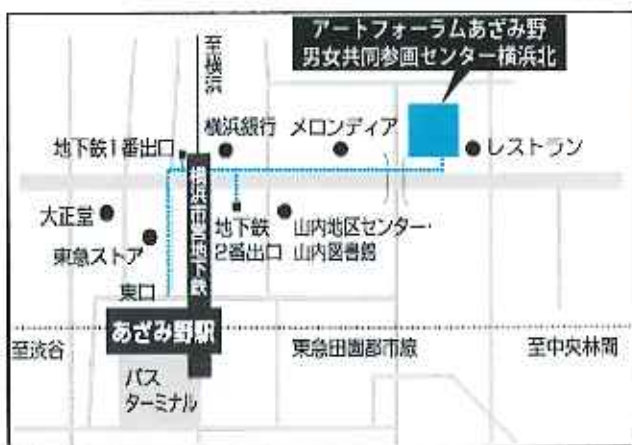 アートフォーラムあざみ野
男女共同参画センター横浜北
至横浜
横浜銀行
メロンディア
地下鉄1番出口
レストラン
横浜市営地下鉄
大正堂
地下鉄
2番出口
山内地区センター・
山内図書館
東急ストア
東口
あざみ野駅
至渋谷
東急田園都市線
至中央林間
バス
ターミナル